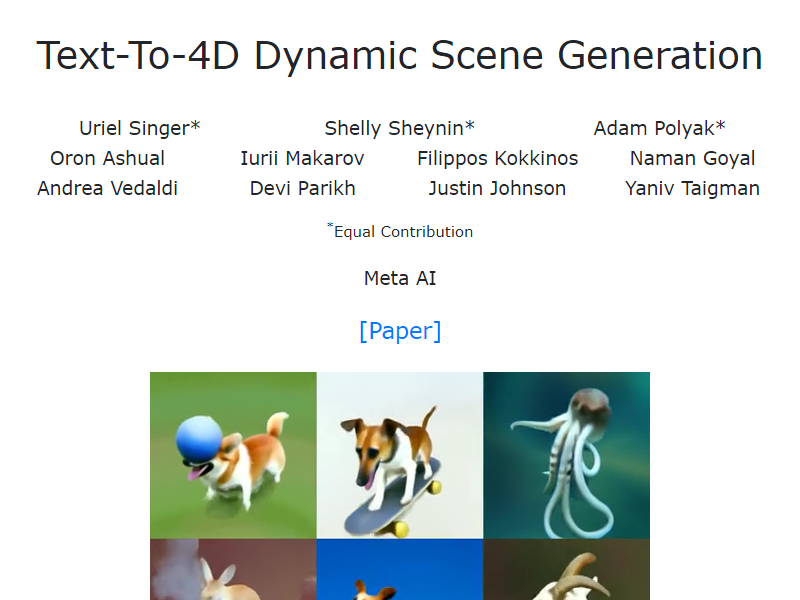 Text-To-4D Dynamic Scene Generation
Uriel Singer* Shelly Sheynin* Adam Polyak*
Oron Ashual Iurii Makarov Filippos Kokkinos Naman Goyal
Andrea Vedaldi Devi Parikh Justin Johnson Yaniv Taigman
*Equal Contribution
Meta AI
[Paper]